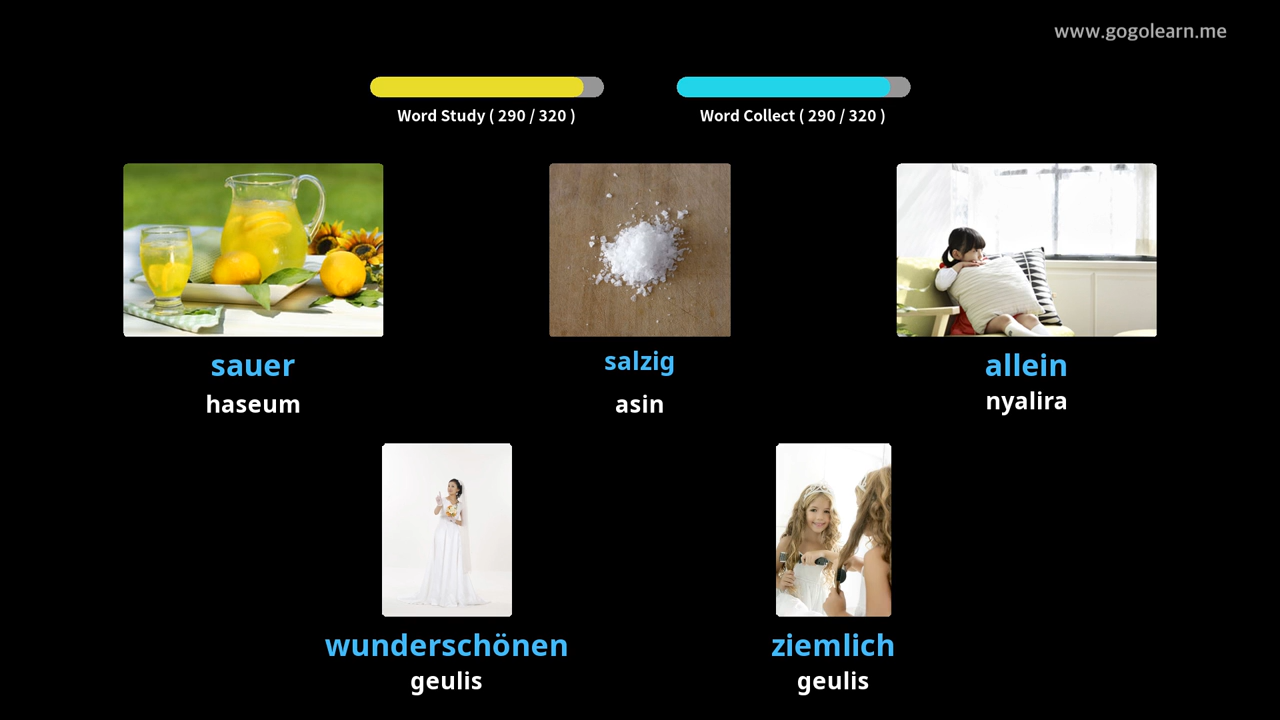 www.gogolearn.me
Word Study ( 290 / 320 )
Word Collect ( 290 / 320 )
sauer
haseum
salzig
asin
allein
nyalira
wunderschönen
geulis
ziemlich
geulis